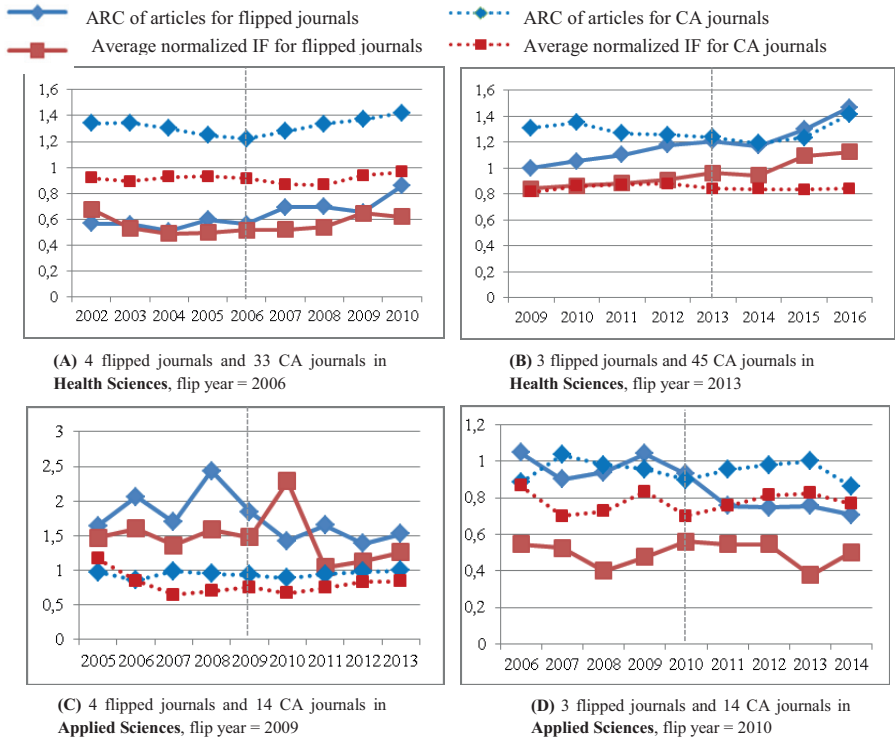 ARC of articles for flipped journals
ARC of articles for CA journals
Average normalized IF for flipped journals
Average normalized IF for CA journals
1,6
1,4
1,2
1
0,8
0,6
0,4
0,2
0
2002 2003 2004 2005 2006 2007 2008 2009 2010
(A) 4 flipped journals and 33 CA journals in
Health Sciences, flip year = 2006
1,6
1,4
1,2
1
0,8
0,6
0,4
0,2
0
2009 2010 2011 2012 2013 2014 2015 2016
(B) 3 flipped journals and 45 CA journals in
Health Sciences, flip year = 2013
3
2,5
2
1,5
1
0,5
0
2005 2006 2007 2008 2009 2010 2011 2012 2013
(C) 4 flipped journals and 14 CA journals in
Applied Sciences, flip year = 2009
1,2
1
0,8
0,6
0,4
0,2
0
2006 2007 2008 2009 2010 2011 2012 2013 2014
(D) 3 flipped journals and 14 CA journals in
Applied Sciences, flip year = 2010